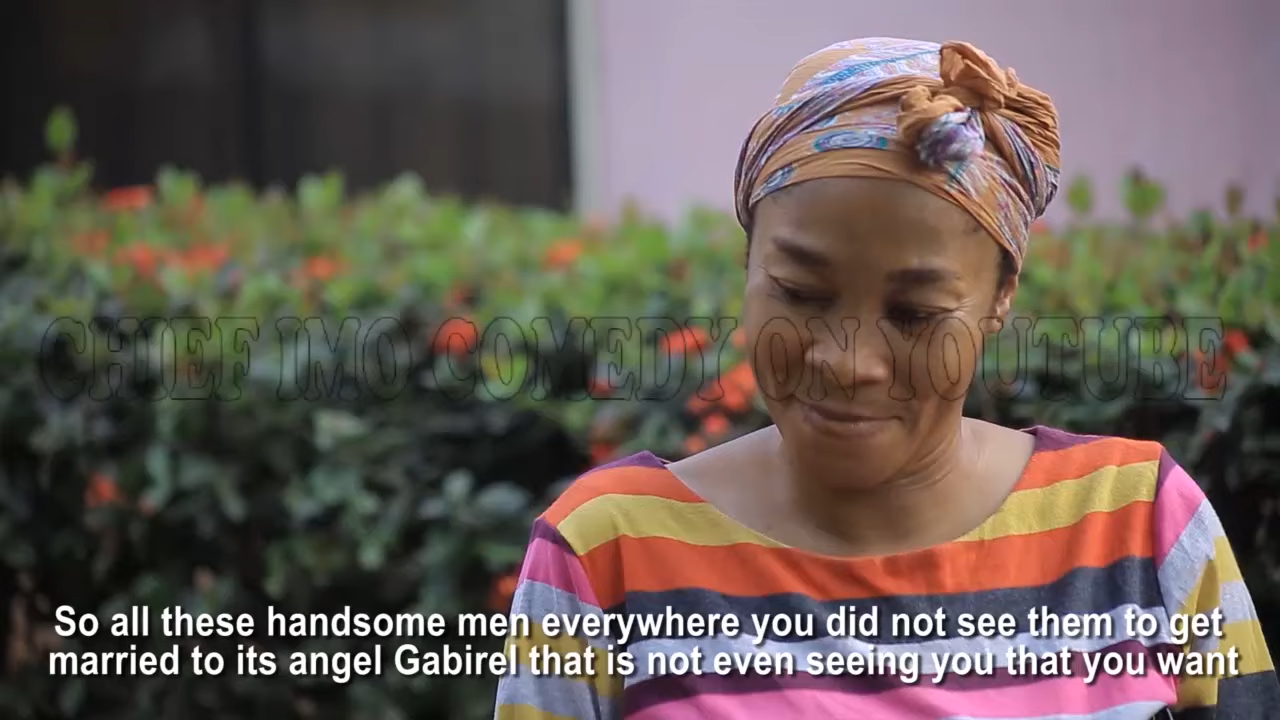 CHIEF IMO COMEDY ON YOUTUBE
So all these handsome men everywhere you did not see them to get
married to its angel Gabirel that is not even seeing you that you want